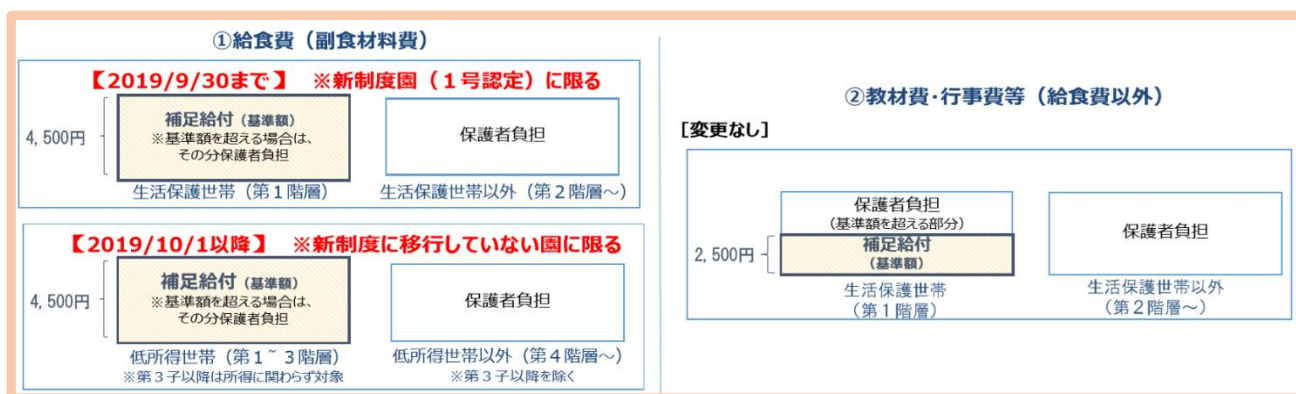 ①給食費(副食材料費)
【2019/9/30まで】 ※新制度園(1号認定)に限る
4,500円
補足給付(基準額)
※基準額を超える場合は、
その分保護者負担
保護者負担
生活保護世帯(第1階層)
生活保護世帯以外(第2階層~)
【2019/10/1以降】 ※新制度に移行していない園に限る
4,500円
補足給付(基準額)
※基準額を超える場合は、
その分保護者負担
保護者負担
低所得世帯(第1~3階層)
※第3子以降は所得に関わらず対象
低所得世帯以外(第4階層~)
※第3子以降を除く
②教材費・行事費等(給食費以外)
[変更なし]
2,500円
保護者負担
(基準額を超える部分)
補足給付
(基準額)
保護者負担
生活保護世帯
(第1階層)
生活保護世帯以外
(第2階層~)